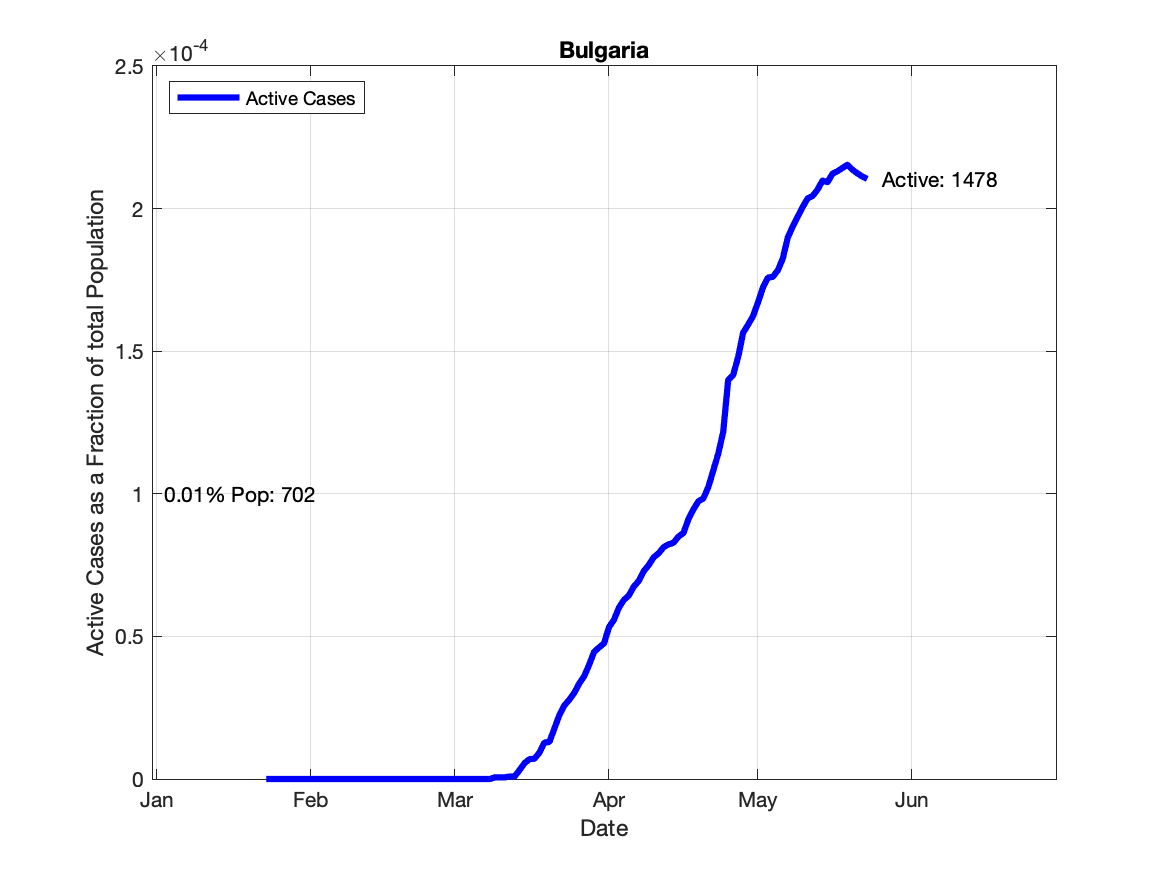 Bulgaria
×10-4
Active Cases
2.5
2
1.5
1
0.5
0
Active: 1478
0.01% Pop: 702
Active Cases as a Fraction of total Population
Jan Feb Mar Apr May Jun
Date